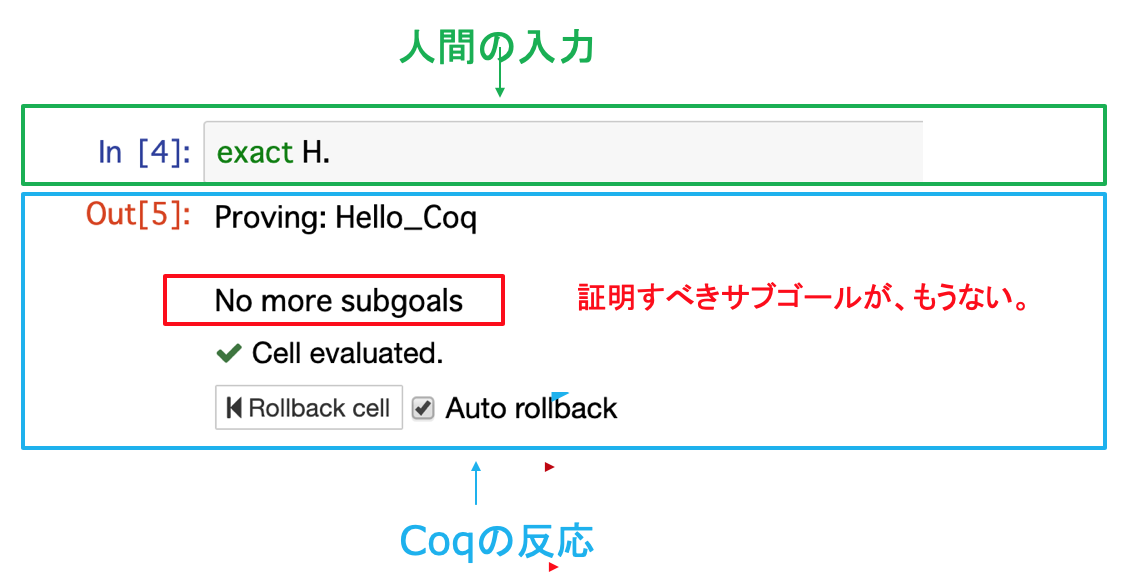 人間の入力
In [4]: exact H.
Out[5]: Proving: Hello_Coq
No more subgoals 証明すべきサブゴールが、もうない。
Cell evaluated.
Rollback cell Auto rollback
Coqの反応